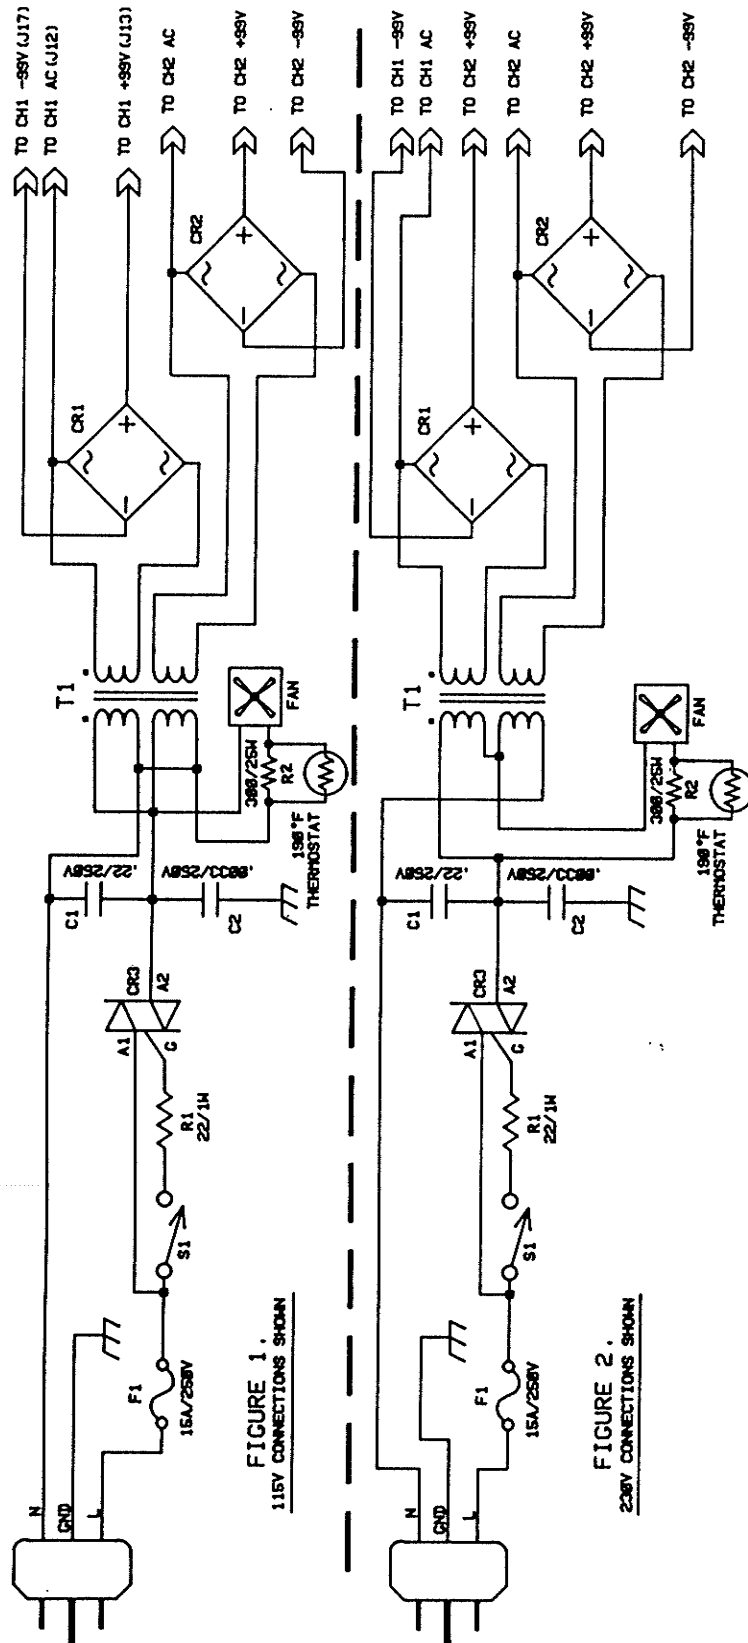 N
GND
L
F1
15A/250V
S1
R1
22/1W
A1
G
CR3
A2
C1
.22/250V
C2
.0033/250V
190°F
THERMOSTAT
300/25W
R2
FAN
T1
CR1
CR2
TO CH1 -99V (J17)
TO CH1 AC (J12)
TO CH1 +99V (J13)
TO CH2 AC
TO CH2 +99V
TO CH2 -99V
FIGURE 1.
115V CONNECTIONS SHOWN
N
GND
L
F1
15A/250V
S1
R1
22/1W
A1
G
CR3
A2
C1
.22/250V
C2
.0033/250V
190°F
THERMOSTAT
300/25W
R2
FAN
T1
CR1
CR2
TO CH1 -99V
TO CH1 AC
TO CH2 +99V
TO CH2 AC
TO CH2 +99V
TO CH2 -99V
FIGURE 2.
230V CONNECTIONS SHOWN